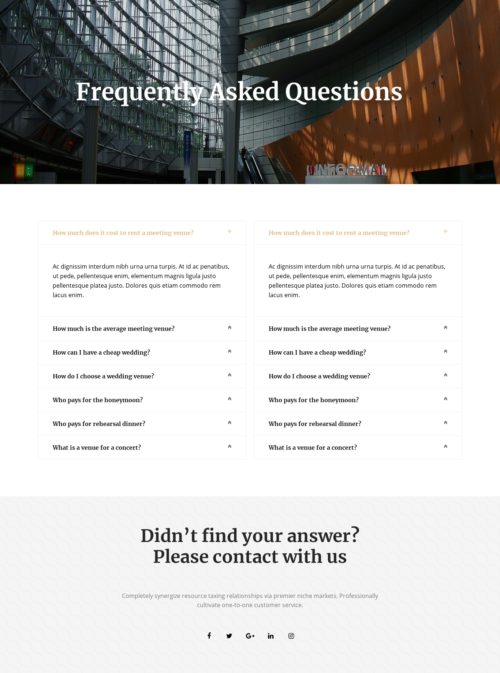 Frequently Asked Questions
How much does it cost to rent a meeting venue?
Ac dignissim interdum nibh urna urna turpis. At id ac penatibus,
ut pede, pellentesque enim, elementum magnis ligula justo
pellentesque platea justo. Dolores quis etiam commodo rem
lacus enim.
How much is the average meeting venue?
How can I have a cheap wedding?
How do I choose a wedding venue?
Who pays for the honeymoon?
Who pays for rehearsal dinner?
What is a venue for a concert?
How much does it cost to rent a meeting venue?
Ac dignissim interdum nibh urna urna turpis. At id ac penatibus,
ut pede, pellentesque enim, elementum magnis ligula justo
pellentesque platea justo. Dolores quis etiam commodo rem
lacus enim.
How much is the average meeting venue?
How can I have a cheap wedding?
How do I choose a wedding venue?
Who pays for the honeymoon?
Who pays for rehearsal dinner?
What is a venue for a concert?
Didn't find your answer?
Please contact with us
Completely synergize resource taxing relationships via premier niche markets. Professionally
cultivate one-to-one customer service.